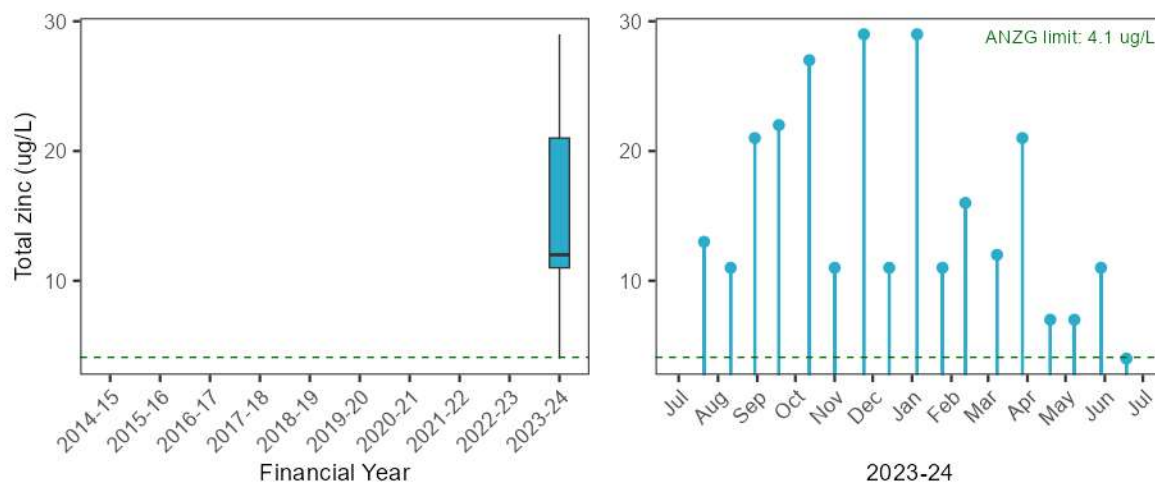 Total zinc (ug/L)
30
20
10
2014-15
2015-16
2016-17
2017-18
2018-19
2019-20
2020-21
2021-22
2022-23
2023-24
Financial Year
ANZG limit: 4.1 ug/L
30
20
10
Jul
Aug
Sep
Oct
Nov
Dec
Jan
Feb
Mar
Apr
May
Jun
Jul
2023-24